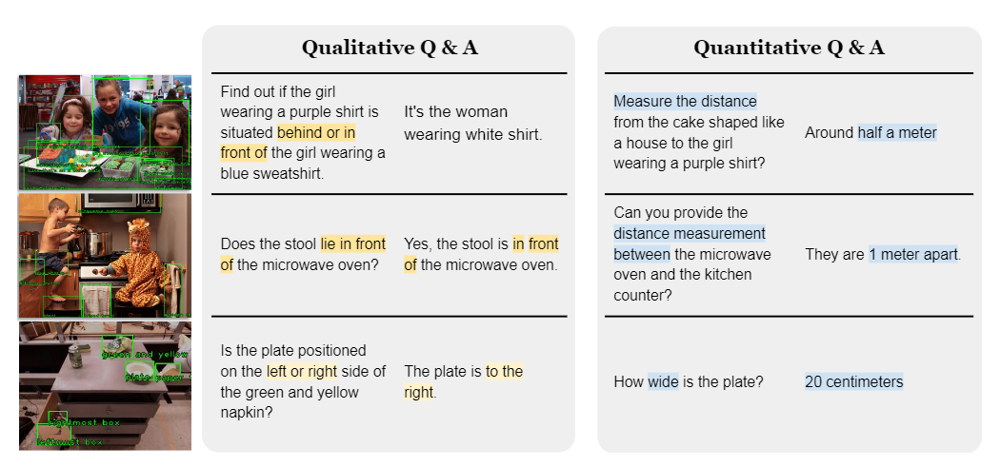 Qualitative Q & A
Find out if the girl
wearing a purple shirt is
situated behind or in
front of the girl wearing a
blue sweatshirt.
It's the woman
wearing white shirt.
Does the stool lie in front
of the microwave oven?
Yes, the stool is in front
of the microwave oven.
Is the plate positioned
on the left or right side of
the green and yellow
napkin?
The plate is to the
right.
Quantitative Q & A
Measure the distance
from the cake shaped like
a house to the girl
wearing a purple shirt?
Around half a meter
Can you provide the
distance measurement
between the microwave
oven and the kitchen
counter?
They are 1 meter apart.
How wide is the plate?
20 centimeters
green and yellow
plate paper
box
leftmost box